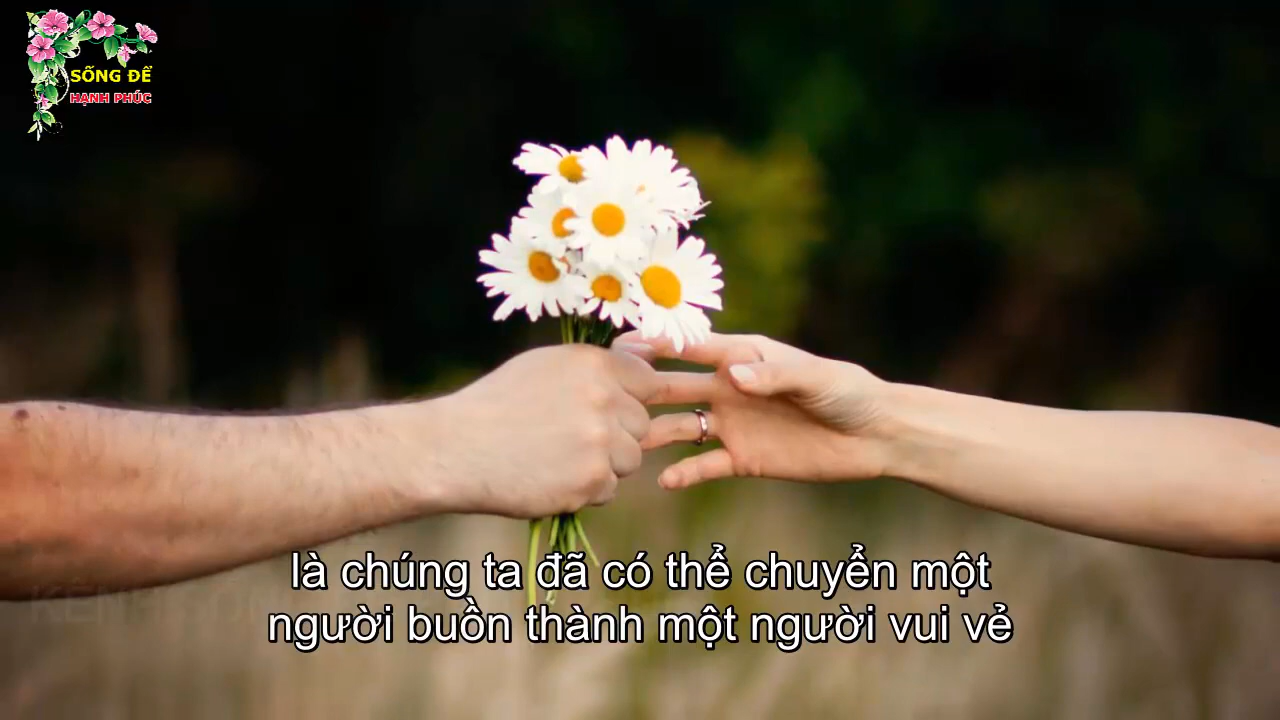 SỐNG ĐỂ
HẠNH PHÚC
là chúng ta đã có thể chuyển một
người buồn thành một người vui vẻ